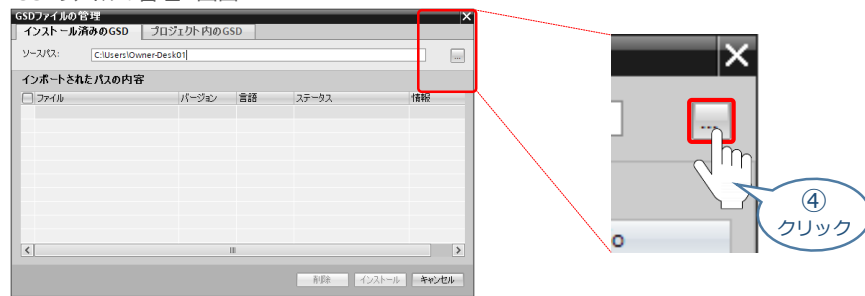 GSDファイルの管理
インストール済みのGSD プロジェクト内のGSD
ソースパス: C:\Users\Owner-Desk01 ...
インポートされたパスの内容
ファイル バージョン 言語 ステータス 情報
削除 インストール キャンセル
...
④
クリック